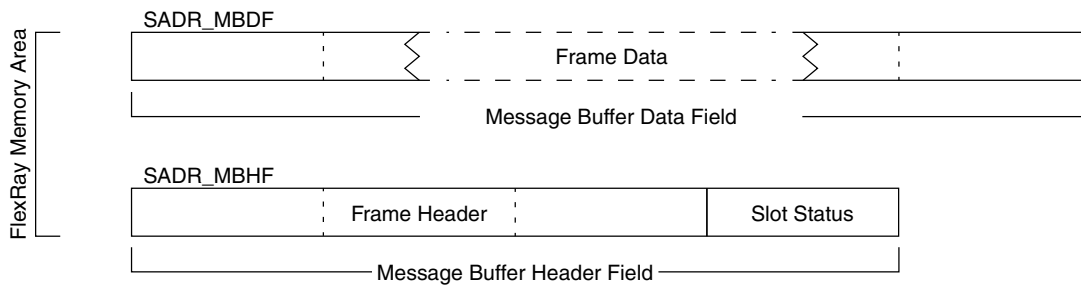 SADR_MBDF
Frame Data
Message Buffer Data Field
FlexRay Memory Area
SADR_MBHF
Frame Header
Slot Status
Message Buffer Header Field